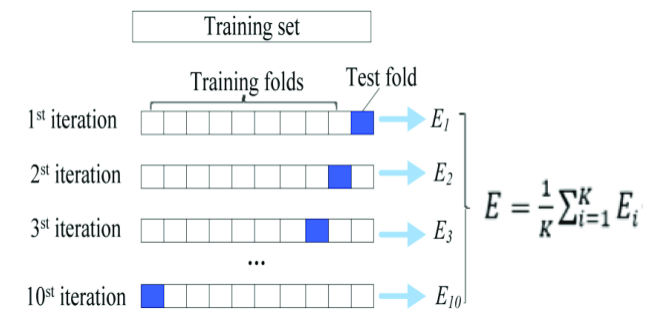 Training set
Training folds
Test fold
1st iteration
E1
2st iteration
E2
3st iteration
E3
...
10st iteration
E10
E = 1/K ∑_{i=1}^{K} E_i